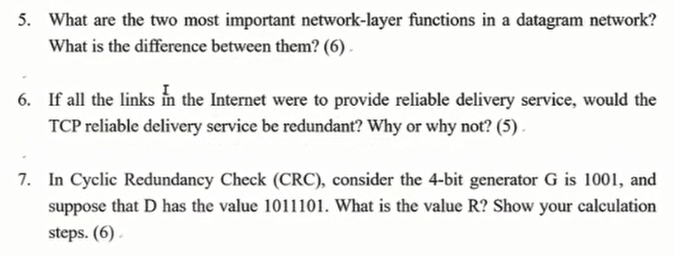 5. What are the two most important network-layer functions in a datagram network?
What is the difference between them? (6)
6. If all the links in the Internet were to provide reliable delivery service, would the
TCP reliable delivery service be redundant? Why or why not? (5)
7. In Cyclic Redundancy Check (CRC), consider the 4-bit generator G is 1001, and
suppose that D has the value 1011101. What is the value R? Show your calculation
steps. (6)